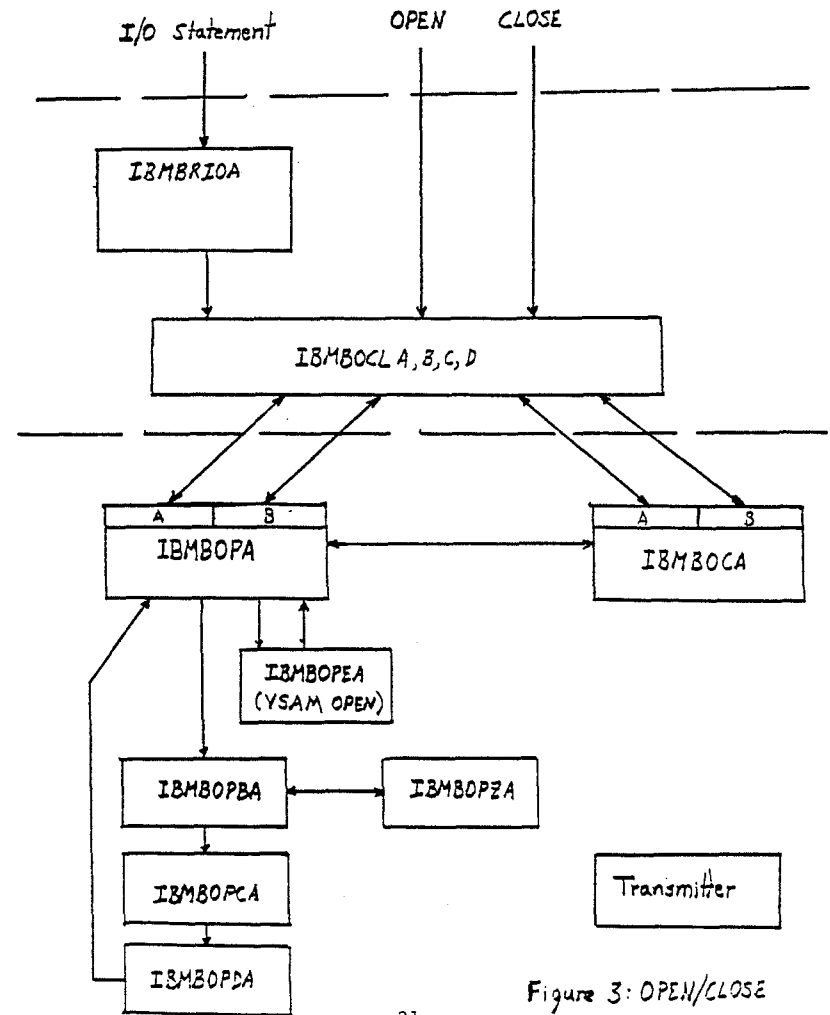 I/O Statement
OPEN
CLOSE
IBMBRIOA
IBMBOCL A, B, C, D
A
B
IBMBOPA
A
B
IBMBOCA
IBMBOPEA
(VSAM OPEN)
IBMBOPBA
IBMBOPZA
IBMBOPCA
Transmitter
IBMBOPDA
Figure 3: OPEN/CLOSE